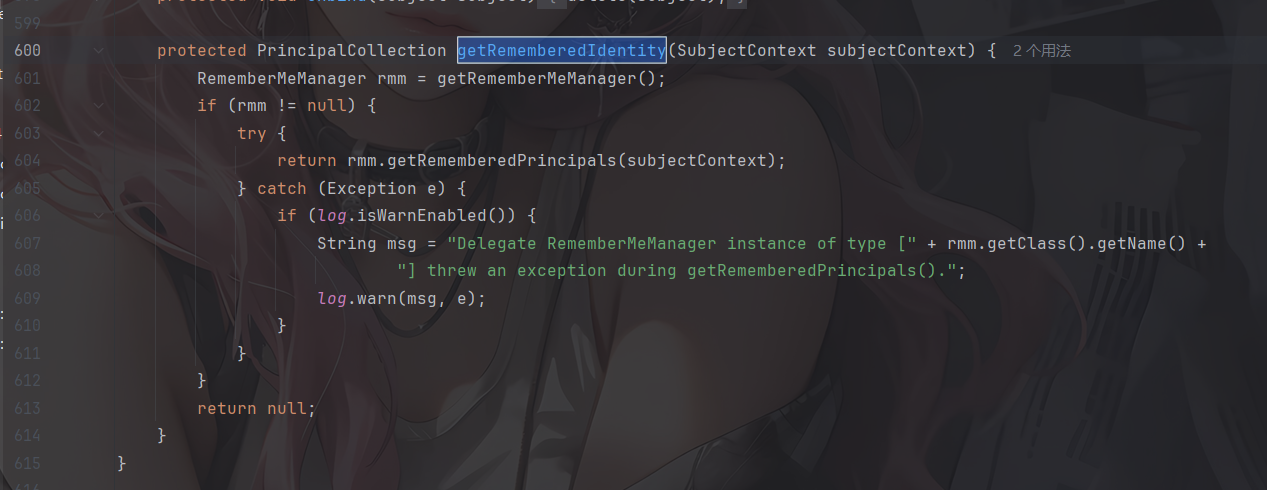 599
600 protected PrincipalCollection getRememberedIdentity(SubjectContext subjectContext) { 2 个用法
601 RememberMeManager rmm = getRememberMeManager();
602 if (rmm != null) {
603 try {
604 return rmm.getRememberedPrincipals(subjectContext);
605 } catch (Exception e) {
606 if (log.isWarnEnabled()) {
607 String msg = "Delegate RememberMeManager instance of type [" + rmm.getClass().getName() +
608 "] threw an exception during getRememberedPrincipals().";
609 log.warn(msg, e);
610 }
611 }
612 }
613 return null;
614 }
615 }